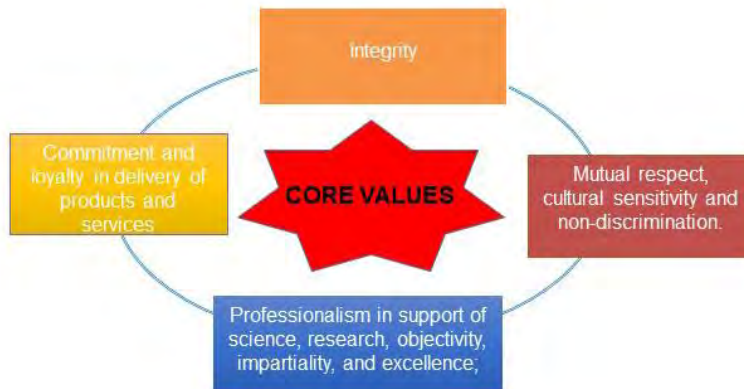 Integrity
Commitment and
loyalty in delivery of
products and
services
CORE VALUES
Mutual respect,
cultural sensitivity and
non-discrimination.
Professionalism in support of
science, research, objectivity,
impartiality, and excellence;